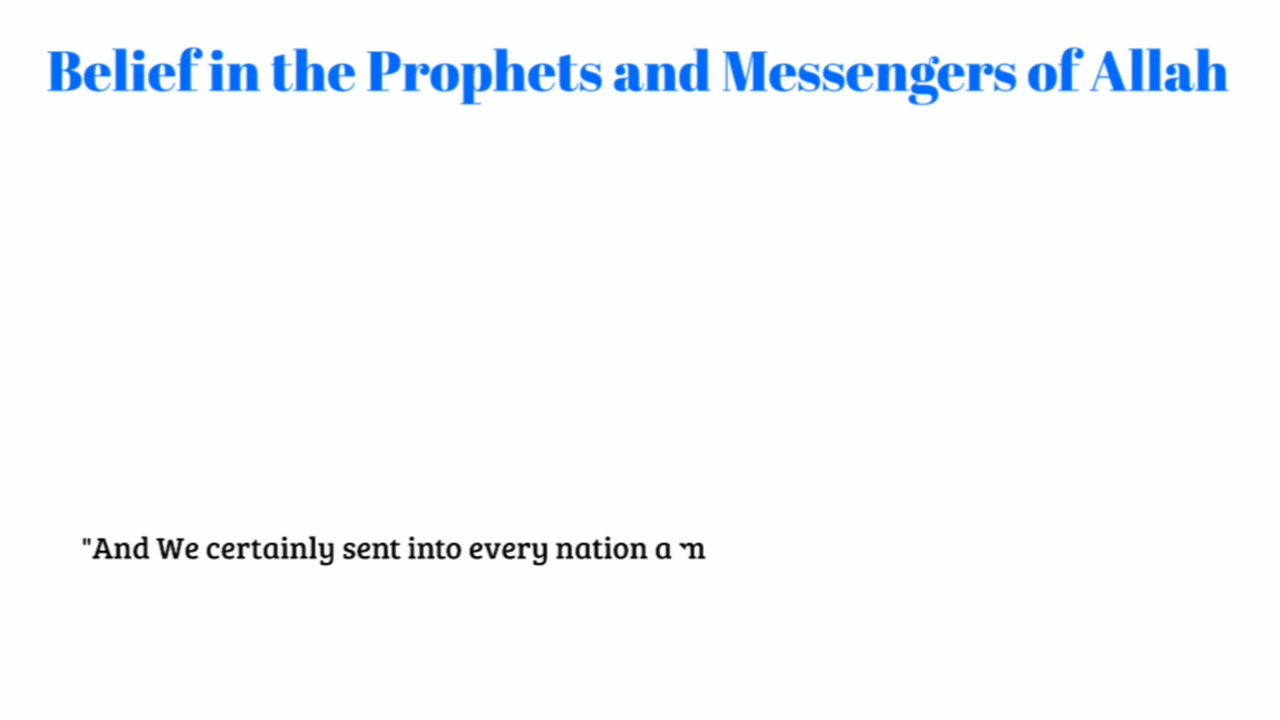 Belief in the Prophets and Messengers of Allah
"And We certainly sent into every nation a